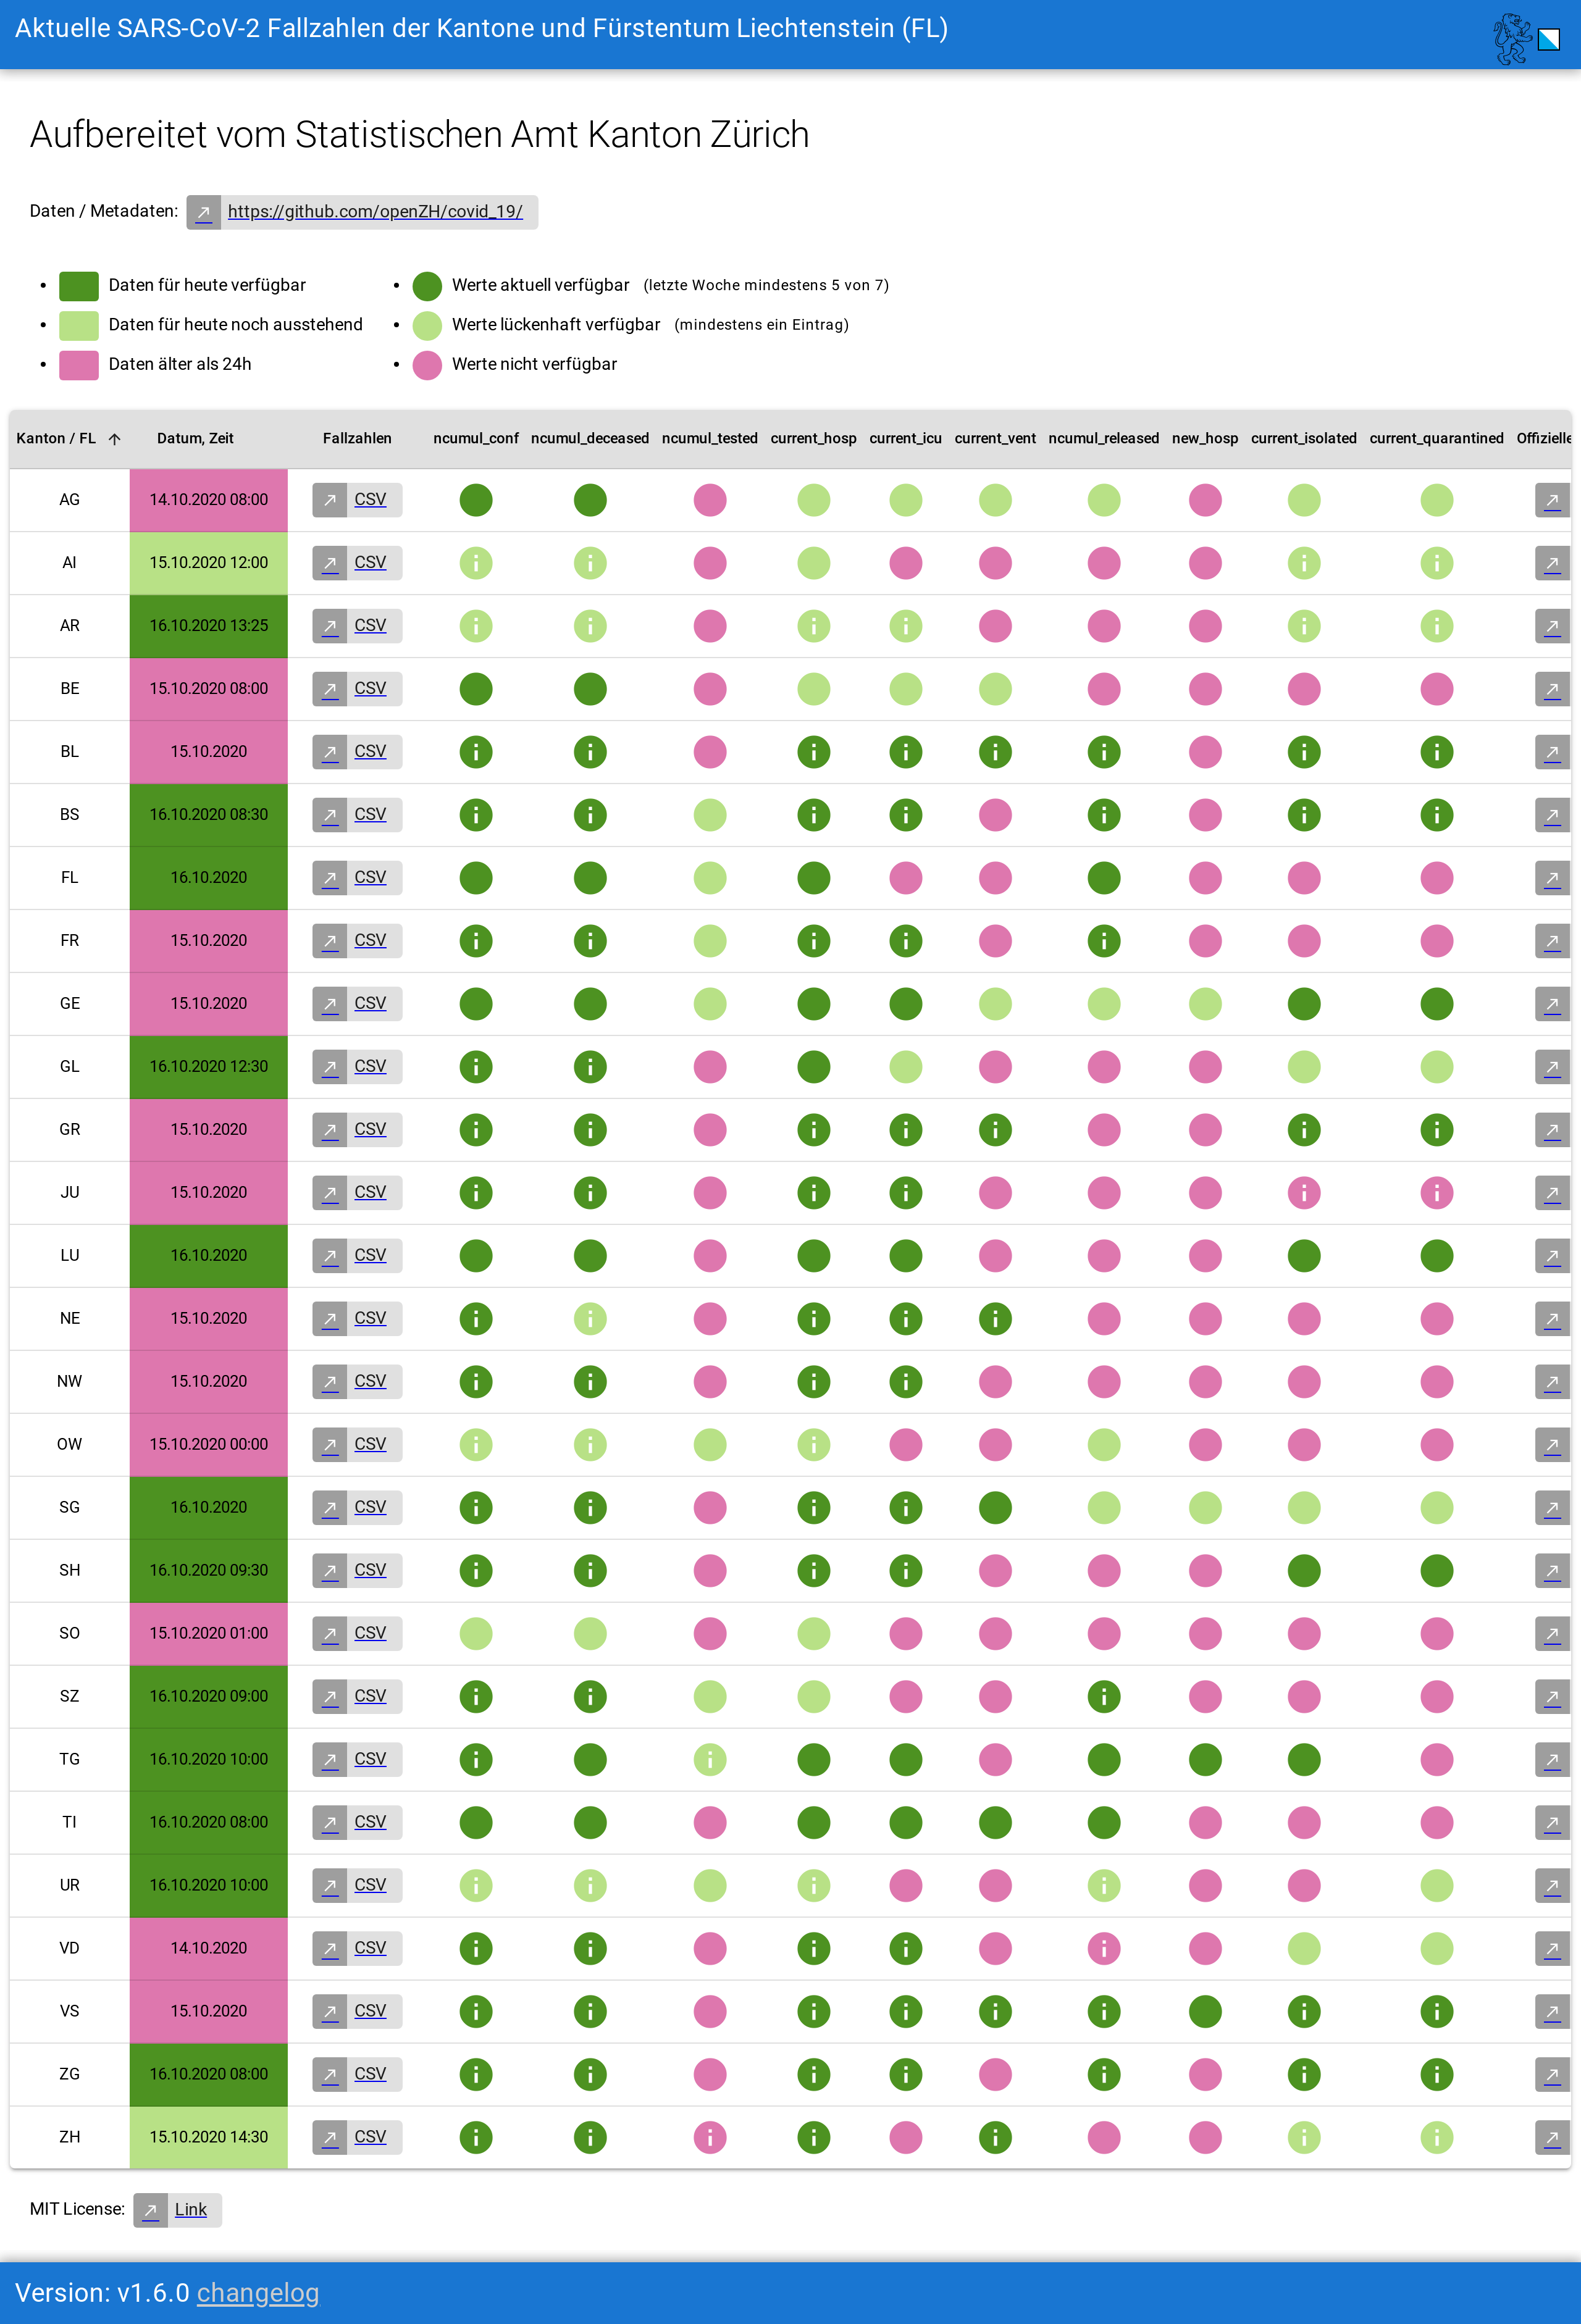 Aktuelle SARS-CoV-2 Fallzahlen der Kantone und Fürstentum Liechtenstein (FL)
Aufbereitet vom Statistischen Amt Kanton Zürich
Daten / Metadaten: https://github.com/openZH/covid_19/
Daten für heute verfügbar
Daten für heute noch ausstehend
Daten älter als 24h
Werte aktuell verfügbar (letzte Woche mindestens 5 von 7)
Werte lückenhaft verfügbar (mindestens ein Eintrag)
Werte nicht verfügbar
Kanton / FL Datum, Zeit Fallzahlen ncumul_conf ncumul_deceased ncumul_tested current_hosp current_icu current_vent ncumul_released new_hosp current_isolated current_quarantined Offizielle
AG 14.10.2020 08:00 CSV
AI 15.10.2020 12:00 CSV
AR 16.10.2020 13:25 CSV
BE 15.10.2020 08:00 CSV
BL 15.10.2020 CSV
BS 16.10.2020 08:30 CSV
FL 16.10.2020 CSV
FR 15.10.2020 CSV
GE 15.10.2020 CSV
GL 16.10.2020 12:30 CSV
GR 15.10.2020 CSV
JU 15.10.2020 CSV
LU 16.10.2020 CSV
NE 15.10.2020 CSV
NW 15.10.2020 CSV
OW 15.10.2020 00:00 CSV
SG 16.10.2020 CSV
SH 16.10.2020 09:30 CSV
SO 15.10.2020 01:00 CSV
SZ 16.10.2020 09:00 CSV
TG 16.10.2020 10:00 CSV
TI 16.10.2020 08:00 CSV
UR 16.10.2020 10:00 CSV
VD 14.10.2020 CSV
VS 15.10.2020 CSV
ZG 16.10.2020 08:00 CSV
ZH 15.10.2020 14:30 CSV
MIT License: Link
Version: v1.6.0 changelog